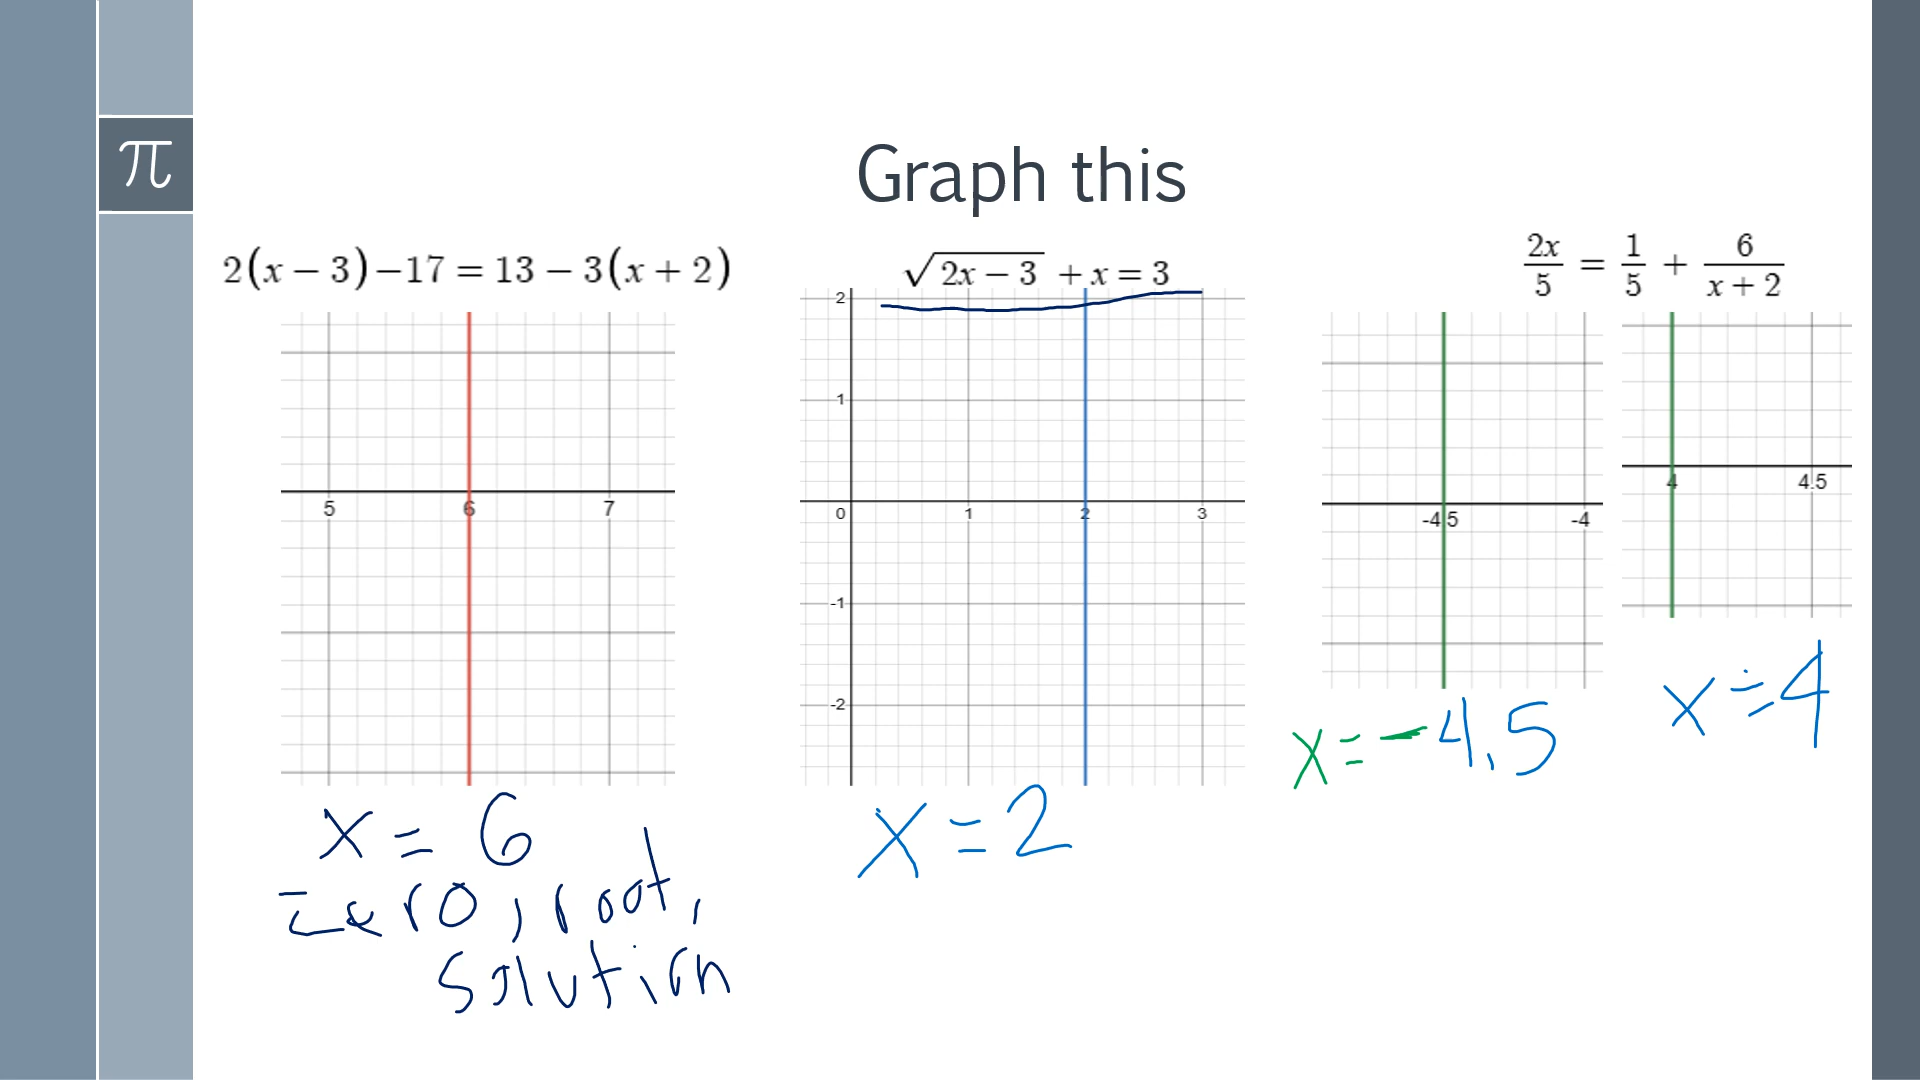 π
Graph this
2(x − 3)−17 = 13 − 3(x + 2)
√2x − 3 + x = 3
2x/5 = 1/5 + 6/(x + 2)
5 6 7
2
1
0 1 2 3
-1
-2
-4.5 -4
4 4.5
x = 6
zero, root,
solution
x = 2
x = -4.5
x = 4